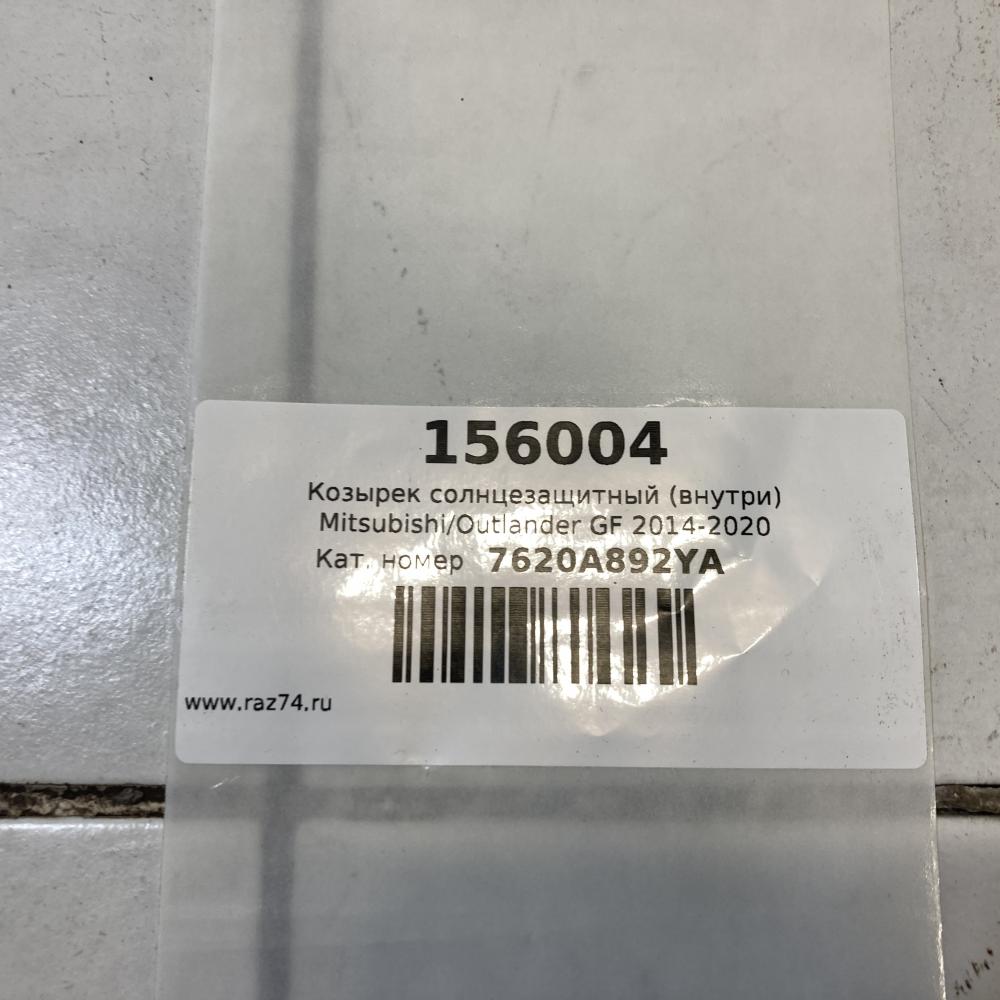 156004
Козырек солнцезащитный (внутри)
Mitsubishi/Outlander GF 2014-2020
Кат. номер 7620A892YA
www.raz74.ru